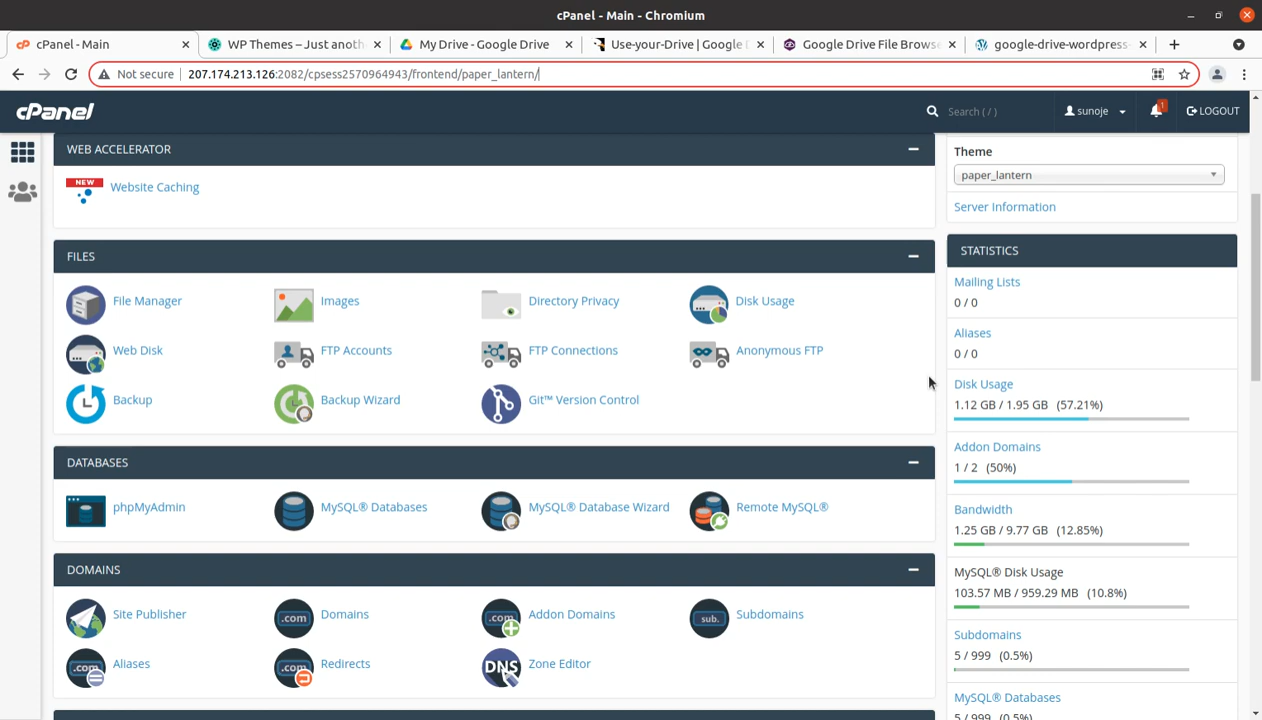 cPanel - Main - Chromium
cPanel - Main
WP Themes – Just anoth
My Drive - Google Drive
Use-your-Drive | Google D
Google Drive File Browse
google-drive-wordpress-
Not secure
207.174.213.126:2082/cpsess2570964943/frontend/paper_lantern/
cPanel
Search ( / )
sunoje
1
LOGOUT
WEB ACCELERATOR
NEW
Website Caching
FILES
File Manager
Images
Directory Privacy
Disk Usage
Web Disk
FTP Accounts
FTP Connections
Anonymous FTP
Backup
Backup Wizard
Git™ Version Control
DATABASES
phpMyAdmin
MySQL® Databases
MySQL® Database Wizard
Remote MySQL®
DOMAINS
Site Publisher
.com
Domains
.com
Addon Domains
sub.
Subdomains
.com
Aliases
.com
Redirects
DNS
Zone Editor
Theme
paper_lantern
Server Information
STATISTICS
Mailing Lists
0 / 0
Aliases
0 / 0
Disk Usage
1.12 GB / 1.95 GB (57.21%)
Addon Domains
1 / 2 (50%)
Bandwidth
1.25 GB / 9.77 GB (12.85%)
MySQL® Disk Usage
103.57 MB / 959.29 MB (10.8%)
Subdomains
5 / 999 (0.5%)
MySQL® Databases
5 / 999 (0.5%)